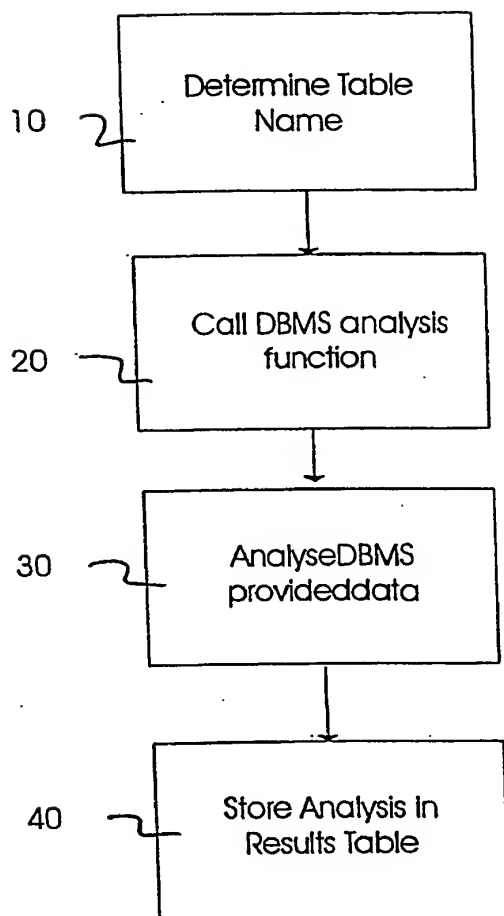 Determine Table
Name
10
Call DBMS analysis
function
20
AnalyseDBMS
provideddata
30
Store Analysis in
Results Table
40